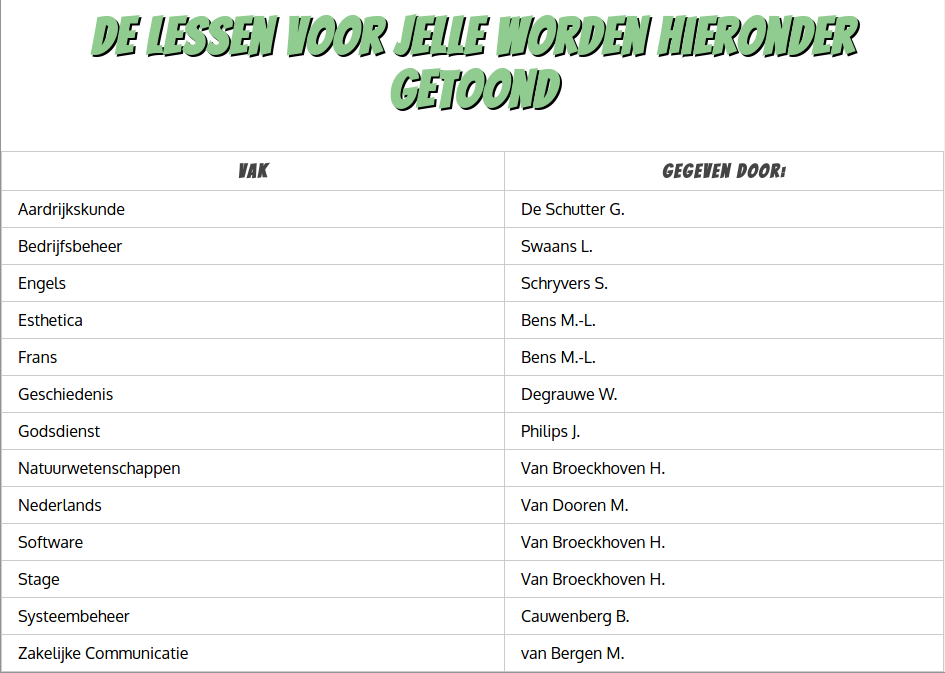 DE LESSEN VOOR JELLE WORDEN HIERONDER
GETOOND
VAK GEGEVEN DOOR:
Aardrijkskunde De Schutter G.
Bedrijfsbeheer Swaans L.
Engels Schryvers S.
Esthetica Bens M.-L.
Frans Bens M.-L.
Geschiedenis Degrauwe W.
Godsdienst Philips J.
Natuurwetenschappen Van Broeckhoven H.
Nederlands Van Dooren M.
Software Van Broeckhoven H.
Stage Van Broeckhoven H.
Systeembeheer Cauwenberg B.
Zakelijke Communicatie van Bergen M.